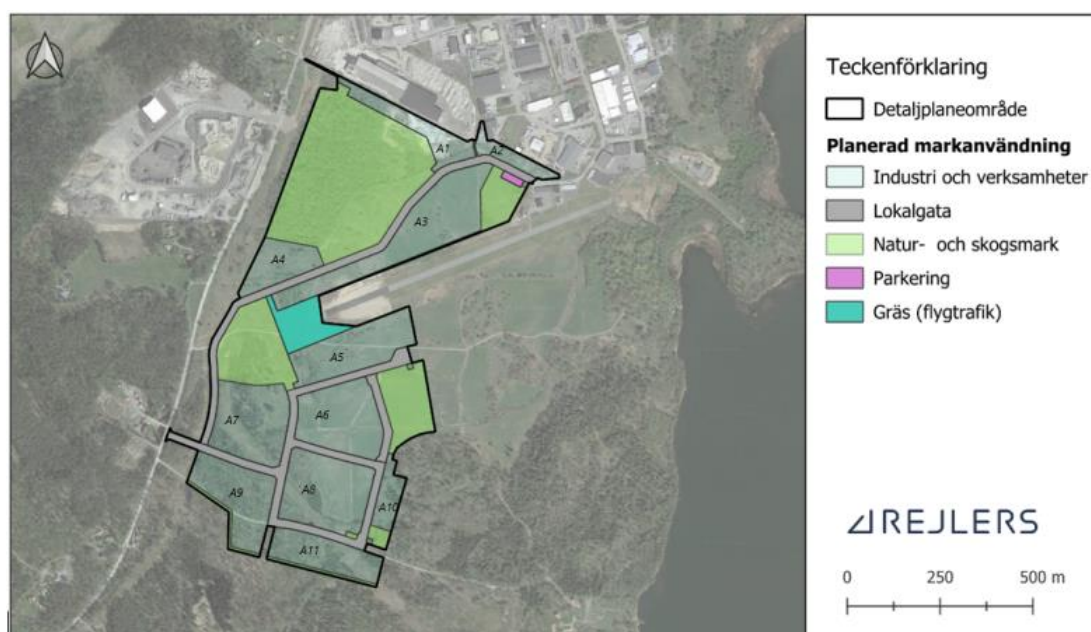 Teckenförklaring
Detaljplaneområde
Planerad markanvändning
Industri och verksamheter
Lokalgata
Natur- och skogsmark
Parkering
Gräs (flygtrafik)
A1
A2
A3
A4
A5
A6
A7
A8
A9
A10
A11
REJLERS
0 250 500 m